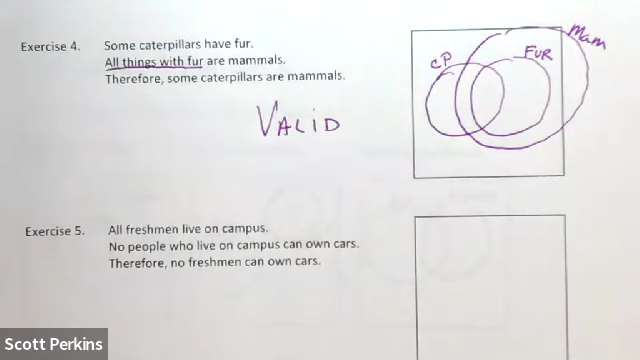 Exercise 4. Some caterpillars have fur.
All things with fur are mammals.
Therefore, some caterpillars are mammals.
VALiD
CP
FUR
Mam
Exercise 5. All freshmen live on campus.
No people who live on campus can own cars.
Therefore, no freshmen can own cars.
Scott Perkins